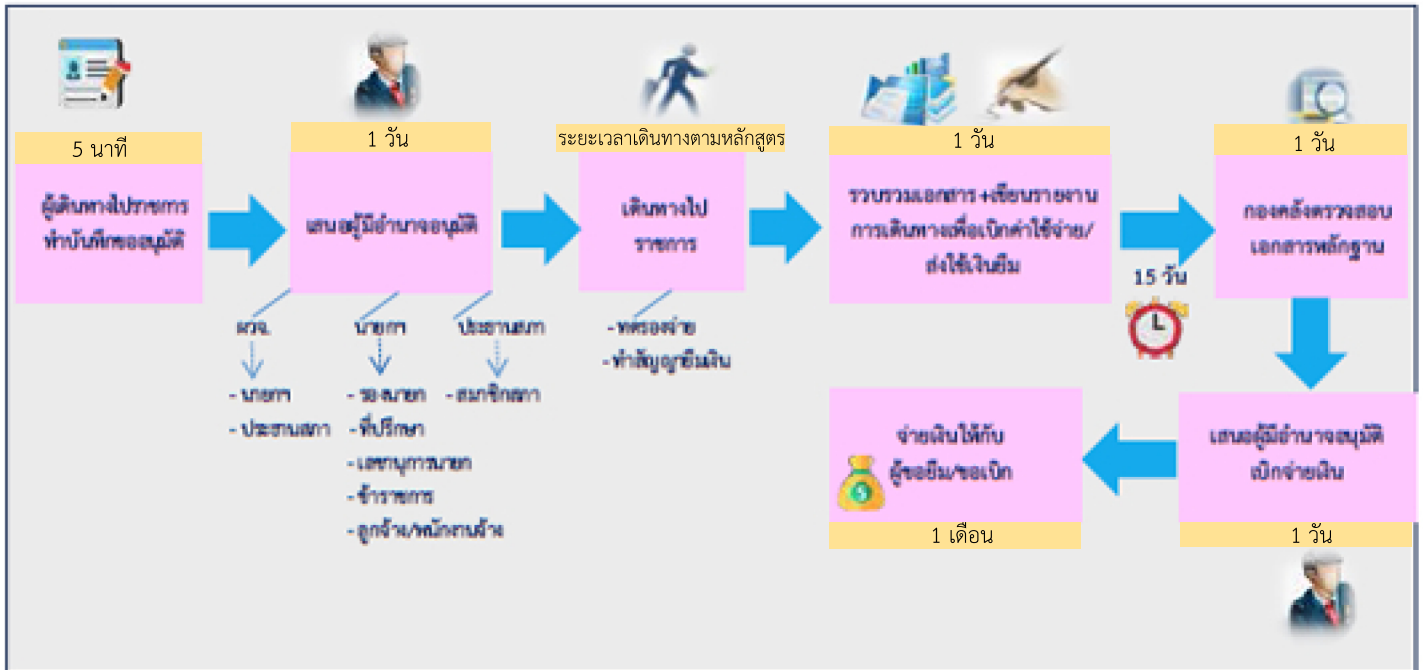 5 นาที
ผู้เดินทางไปราชการ
ทำบันทึกขออนุมัติ
1 วัน
เสนอผู้มีอำนาจอนุมัติ
ผวจ.
- นายกฯ
- ประธานสภา
นายกฯ
- รองนายก
- ที่ปรึกษา
- เลขานุการนายก
- ข้าราชการ
- ลูกจ้าง/พนักงานจ้าง
ประธานสภา
- สมาชิกสภา
ระยะเวลาเดินทางตามหลักสูตร
เดินทางไป
ราชการ
- ทดรองจ่าย
- ทำสัญญายืมเงิน
1 วัน
รวบรวมเอกสาร +เขียนรายงาน
การเดินทางเพื่อเบิกค่าใช้จ่าย/
ส่งใช้เงินยืม
15 วัน
1 วัน
กองคลังตรวจสอบ
เอกสารหลักฐาน
เสนอผู้มีอำนาจอนุมัติ
เบิกจ่ายเงิน
1 วัน
จ่ายเงินให้กับ
ผู้ขอยืม/ขอเบิก
1 เดือน